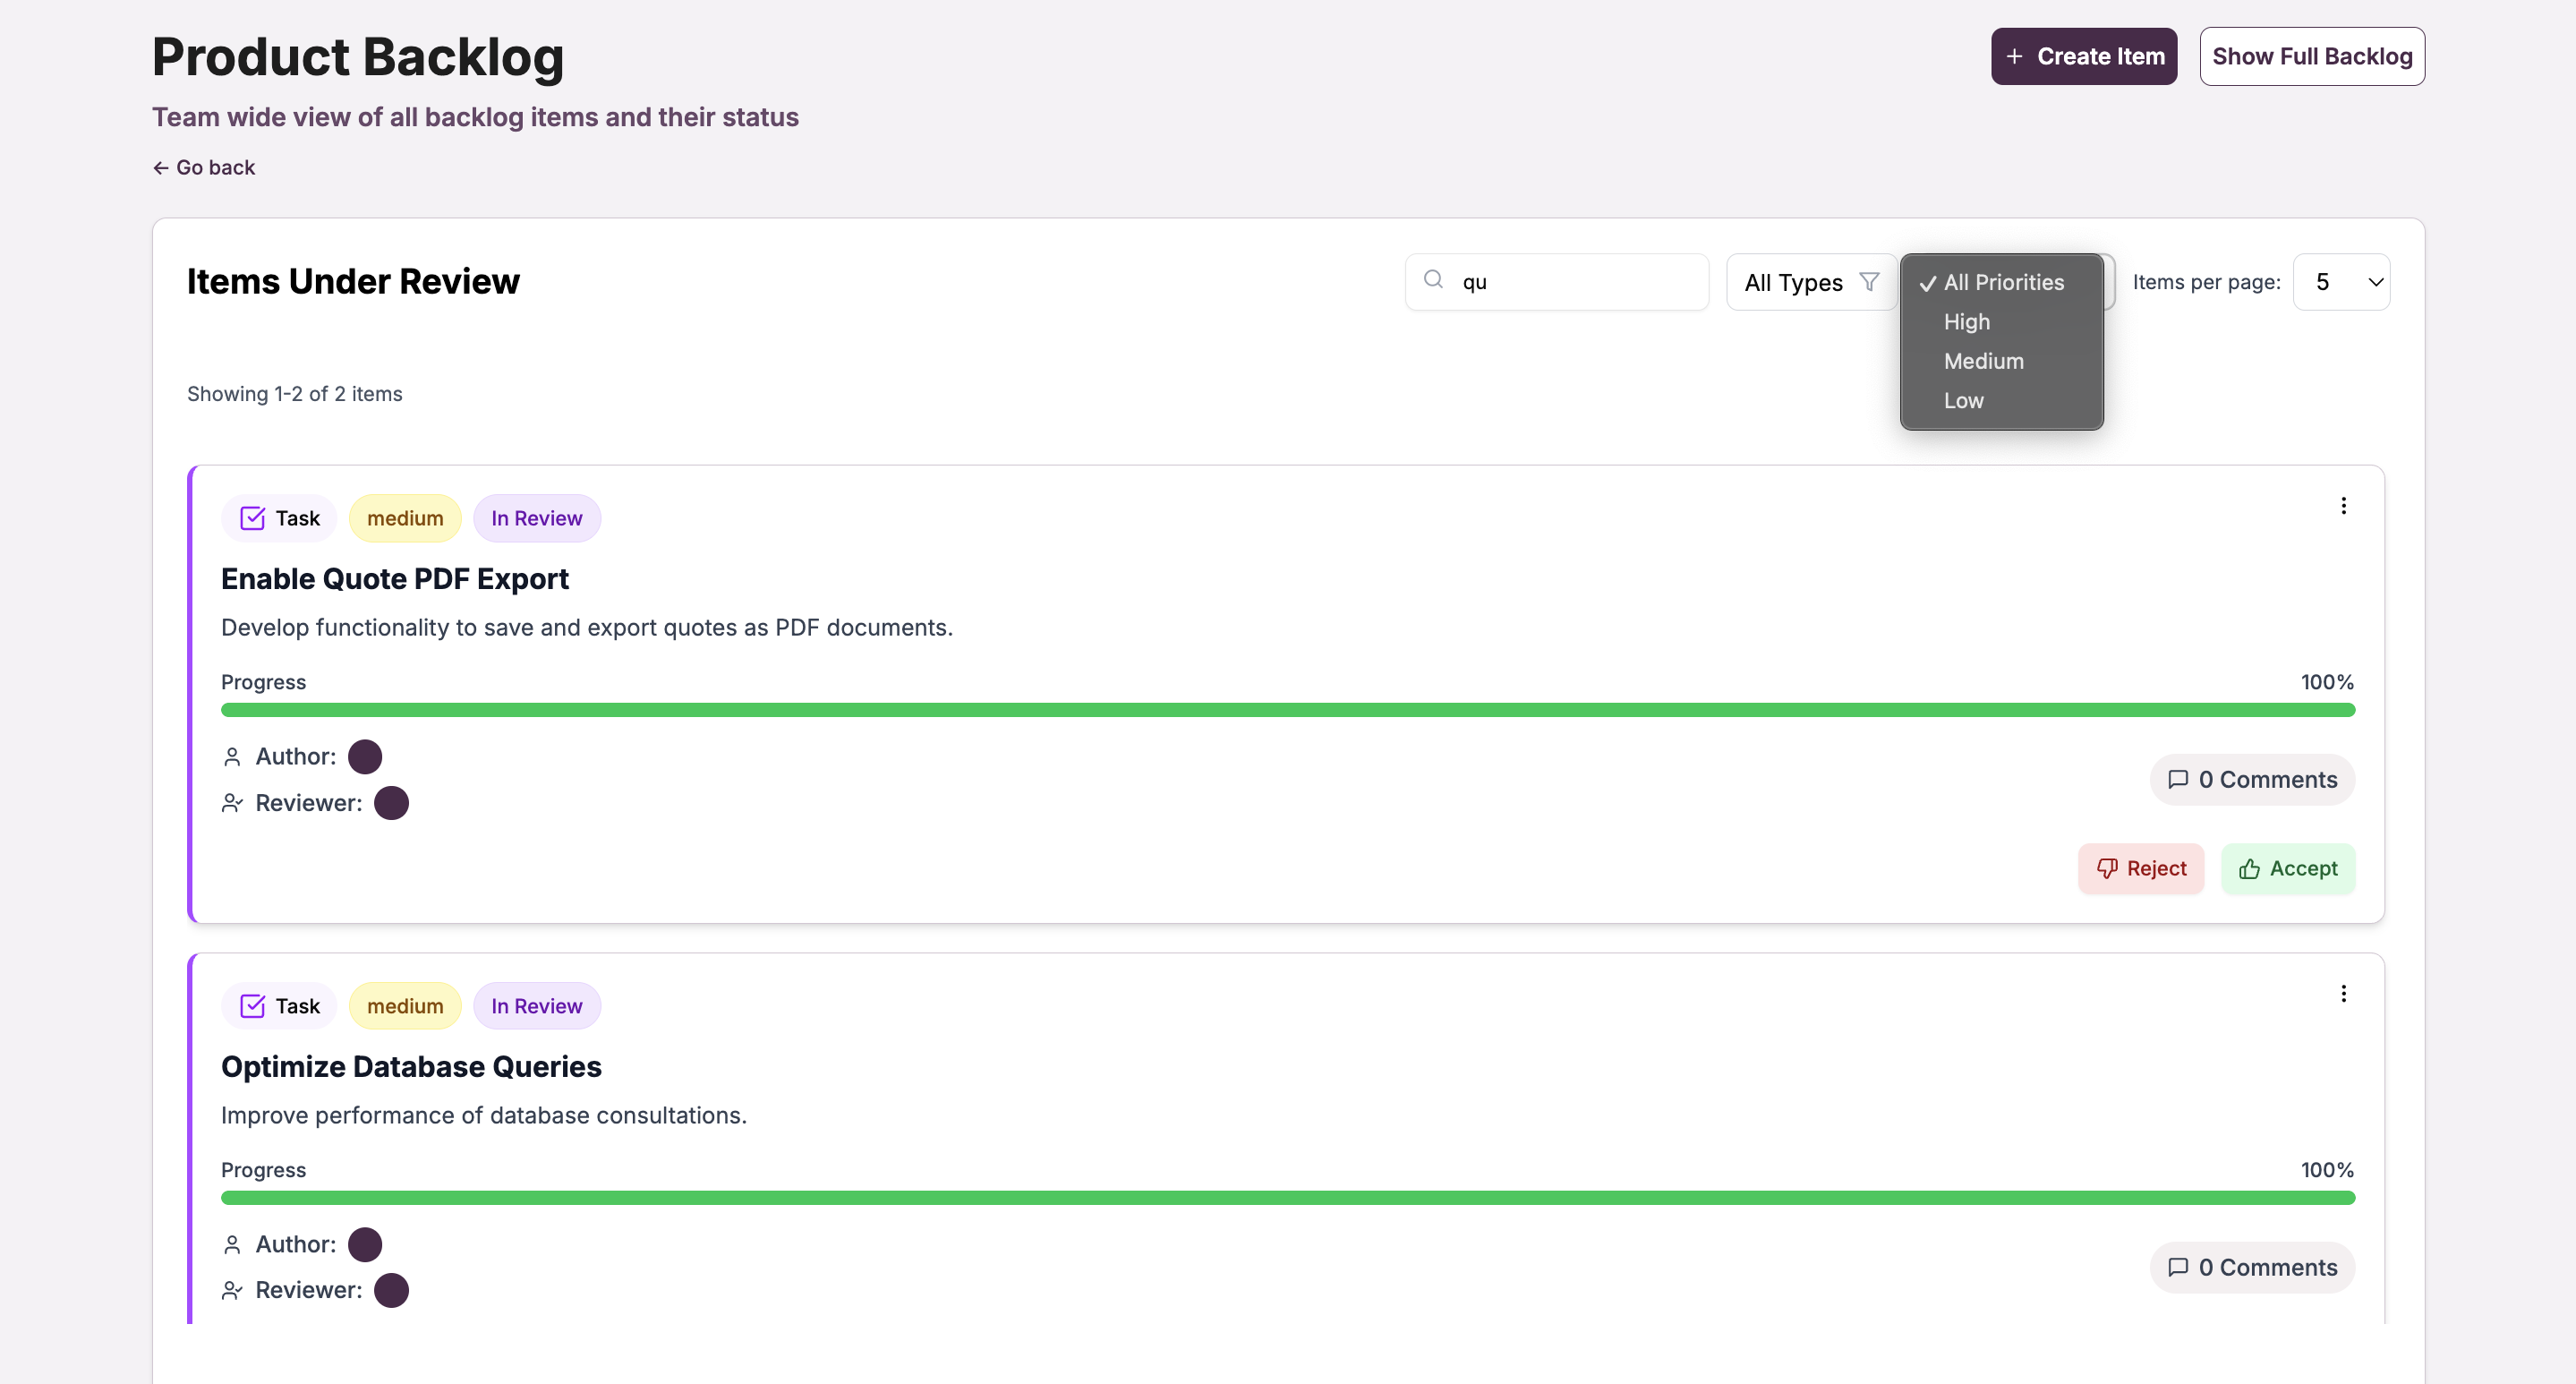 Product Backlog
+ Create Item
Show Full Backlog
Team wide view of all backlog items and their status
← Go back
Items Under Review
qu
All Types
✓ All Priorities
High
Medium
Low
Items per page:
5
Showing 1-2 of 2 items
Task
medium
In Review
Enable Quote PDF Export
Develop functionality to save and export quotes as PDF documents.
Progress
100%
Author:
Reviewer:
0 Comments
Reject
Accept
Task
medium
In Review
Optimize Database Queries
Improve performance of database consultations.
Progress
100%
Author:
Reviewer:
0 Comments